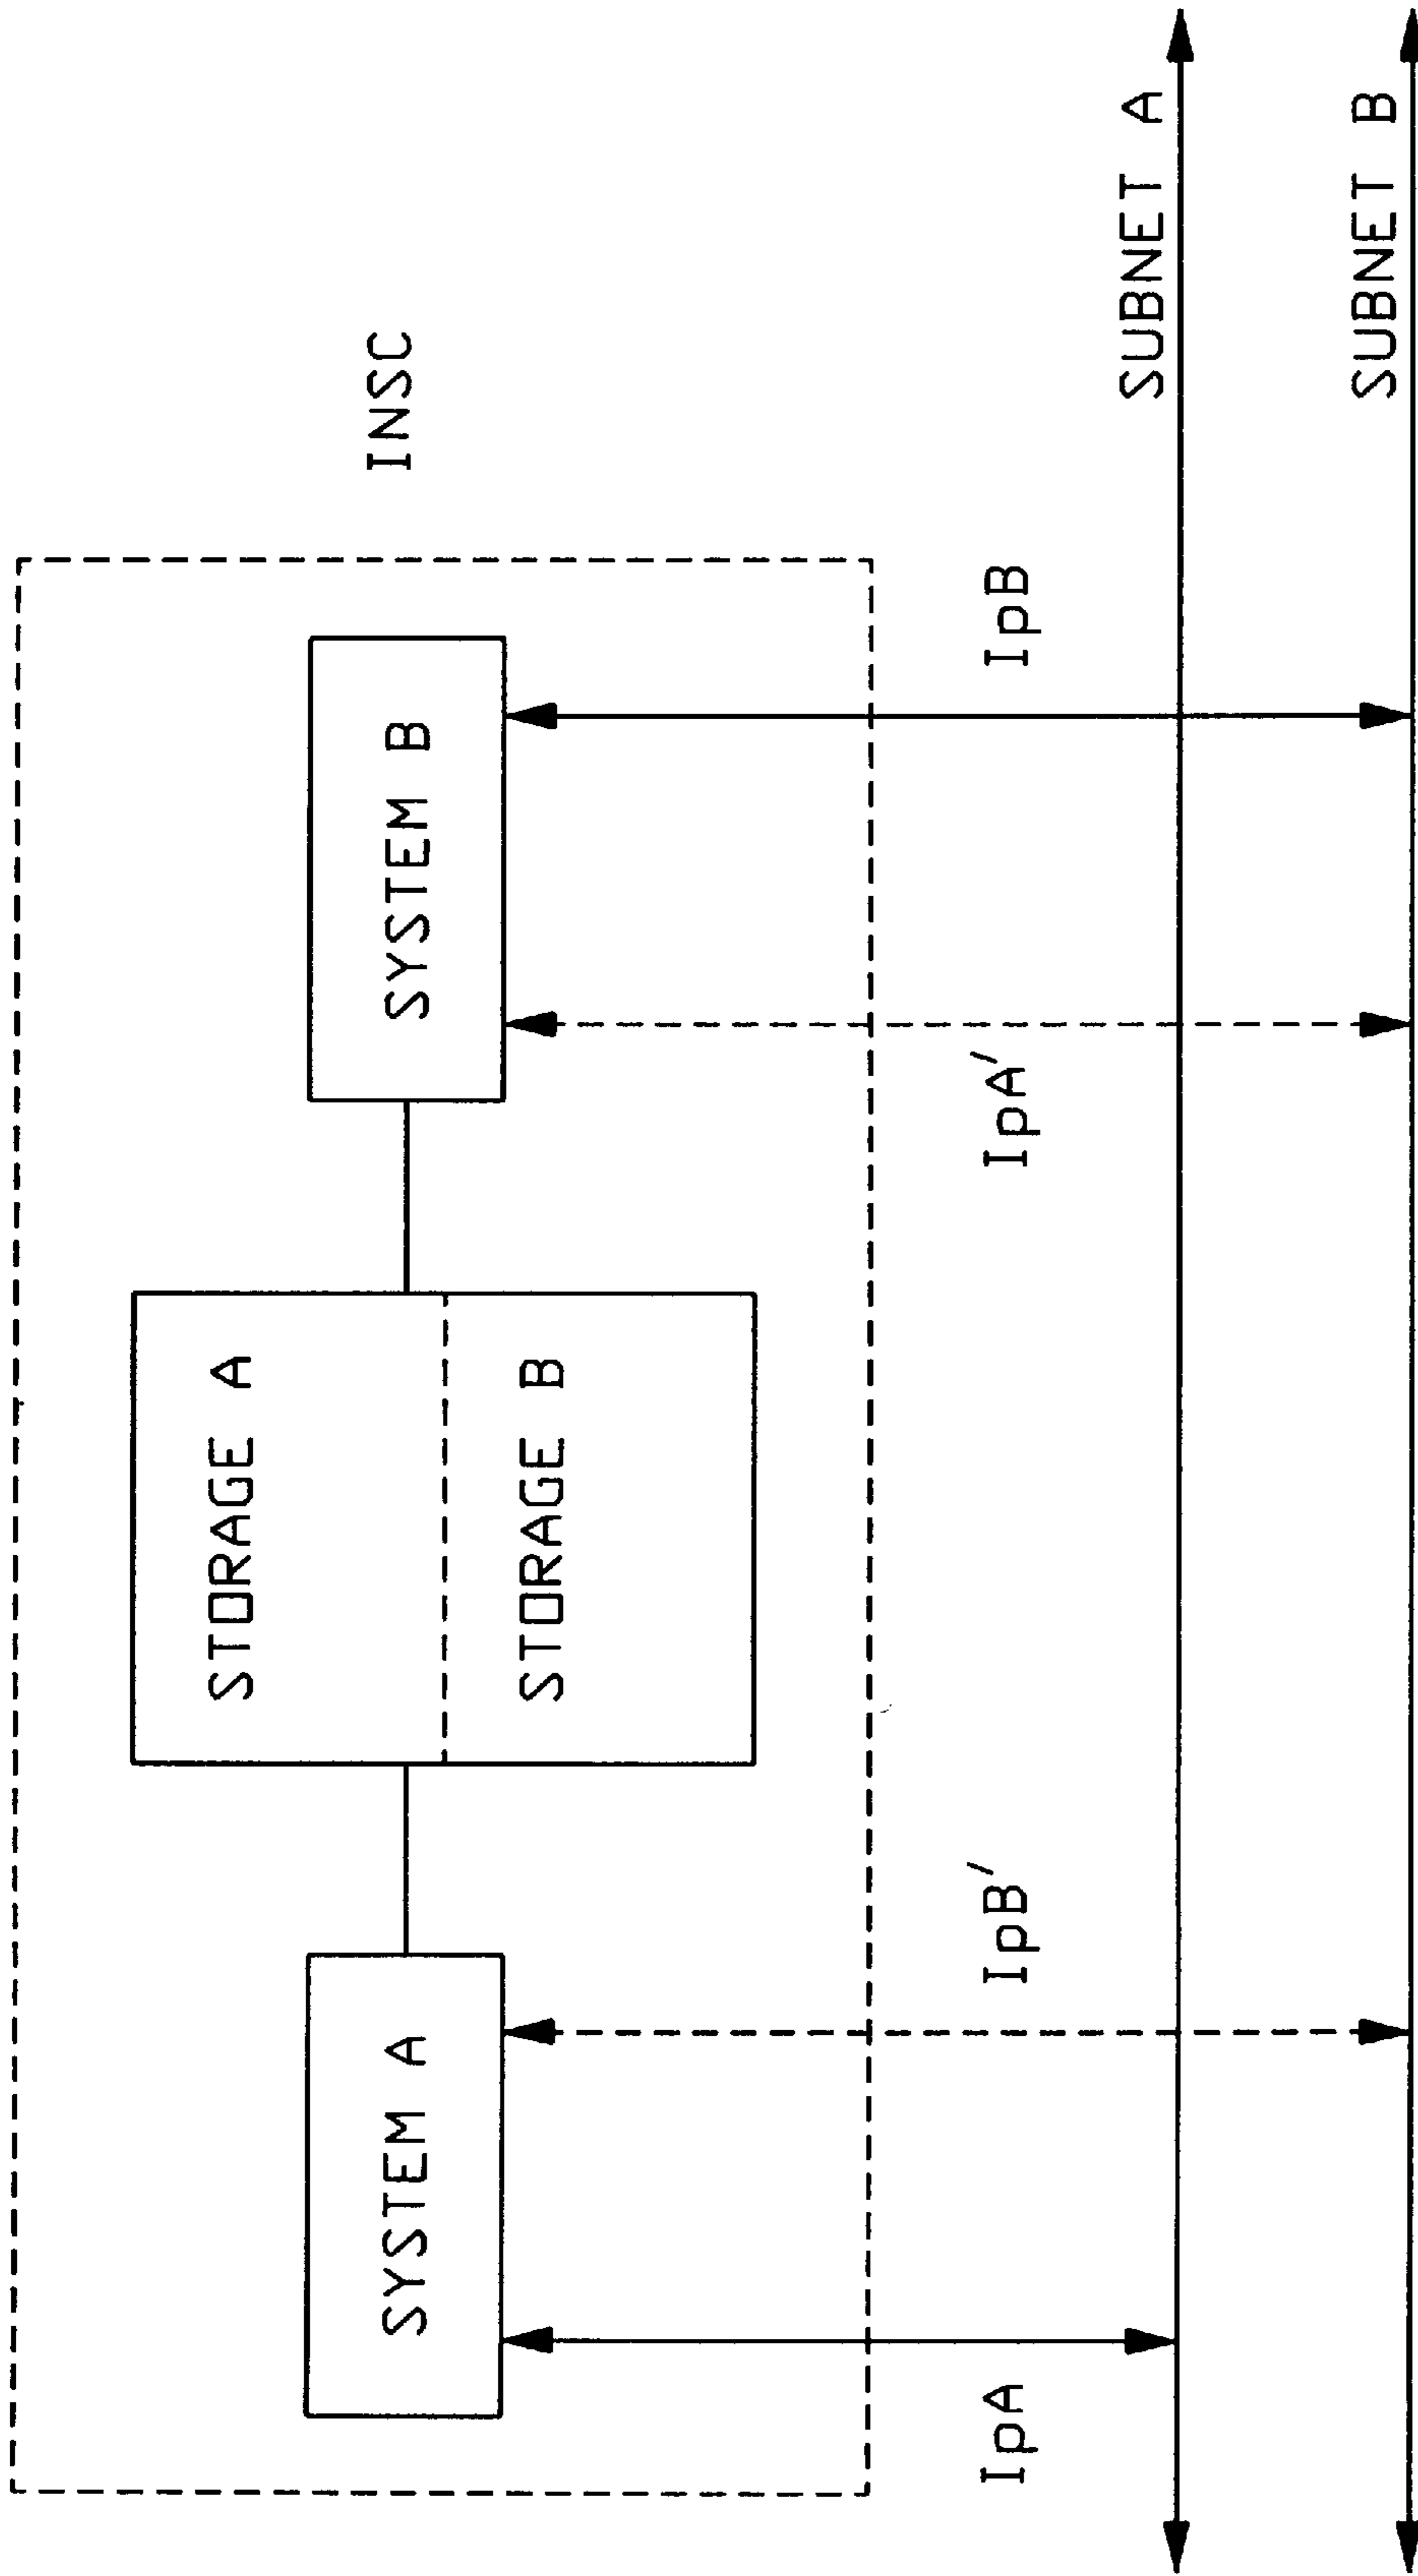 INSC
STORAGE A
STORAGE B
SYSTEM A
SYSTEM B
IpA
IpB′
IpA′
IpB
SUBNET A
SUBNET B